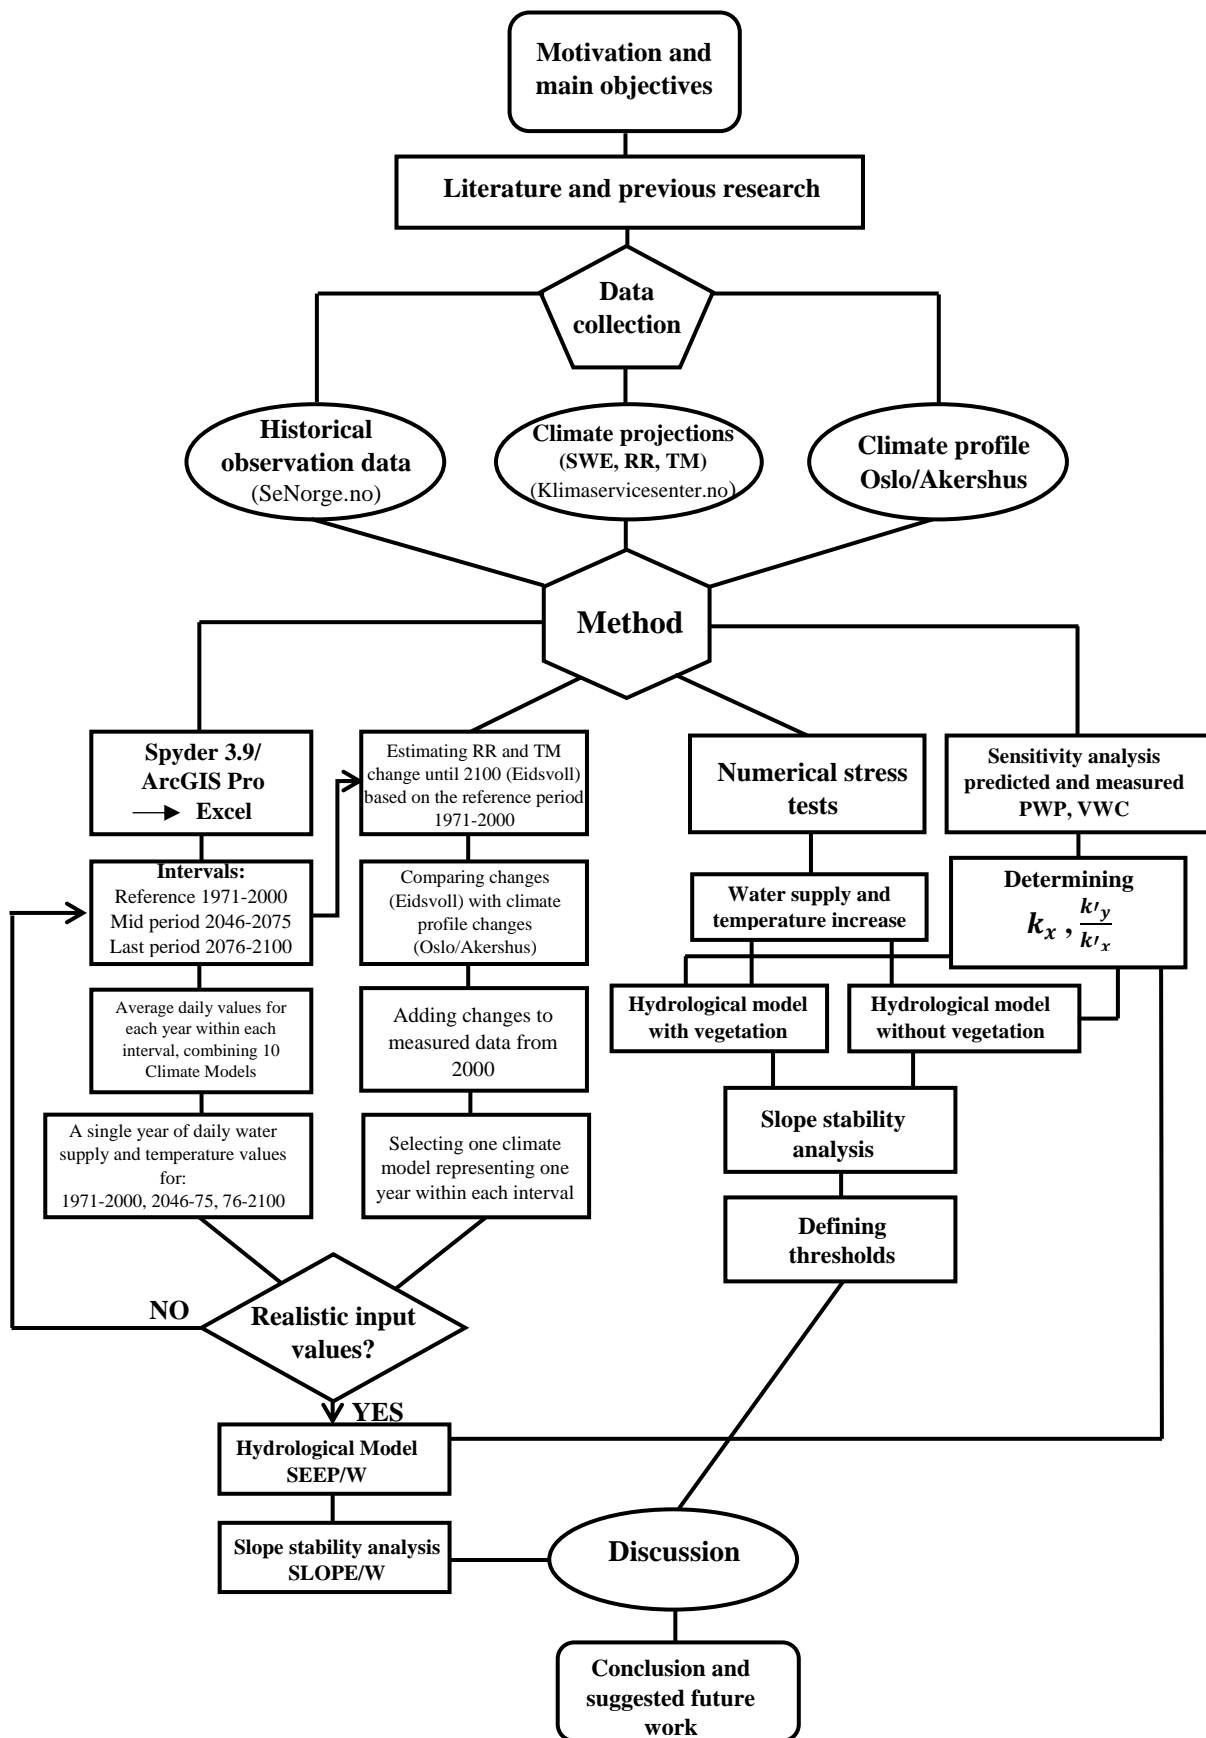 Motivation and
main objectives
Literature and previous research
Data
collection
Historical
observation data
(SeNorge.no)
Climate projections
(SWE, RR, TM)
(Klimaservicesenter.no)
Climate profile
Oslo/Akershus
Method
Spyder 3.9/
ArcGIS Pro
→ Excel
Estimating RR and TM
change until 2100 (Eidsvoll)
based on the reference period
1971-2000
Numerical stress
tests
Sensitivity analysis
predicted and measured
PWP, VWC
Intervals:
Reference 1971-2000
Mid period 2046-2075
Last period 2076-2100
Comparing changes
(Eidsvoll) with climate
profile changes
(Oslo/Akershus)
Water supply and
temperature increase
Determining
k_x , k'_y / k'_x
Average daily values for
each year within each
interval, combining 10
Climate Models
Adding changes to
measured data from
2000
Hydrological model
with vegetation
Hydrological model
without vegetation
A single year of daily water
supply and temperature values
for:
1971-2000, 2046-75, 76-2100
Selecting one climate
model representing one
year within each interval
Slope stability
analysis
Defining
thresholds
NO
Realistic input
values?
YES
Hydrological Model
SEEP/W
Slope stability analysis
SLOPE/W
Discussion
Conclusion and
suggested future
work